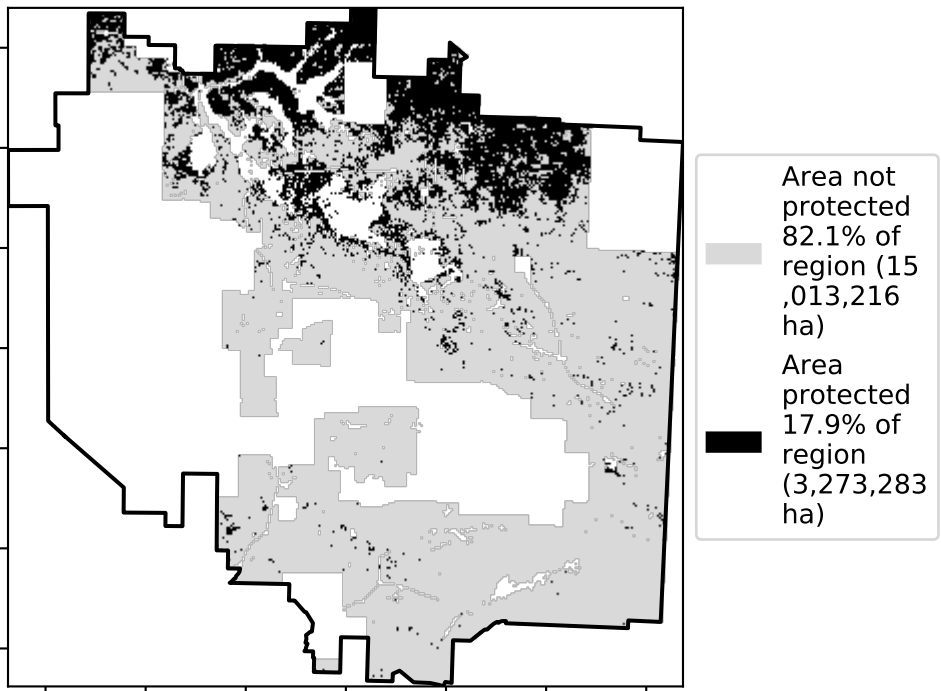 Area not
protected
82.1% of
region (15
,013,216
ha)
Area
protected
17.9% of
region
(3,273,283
ha)